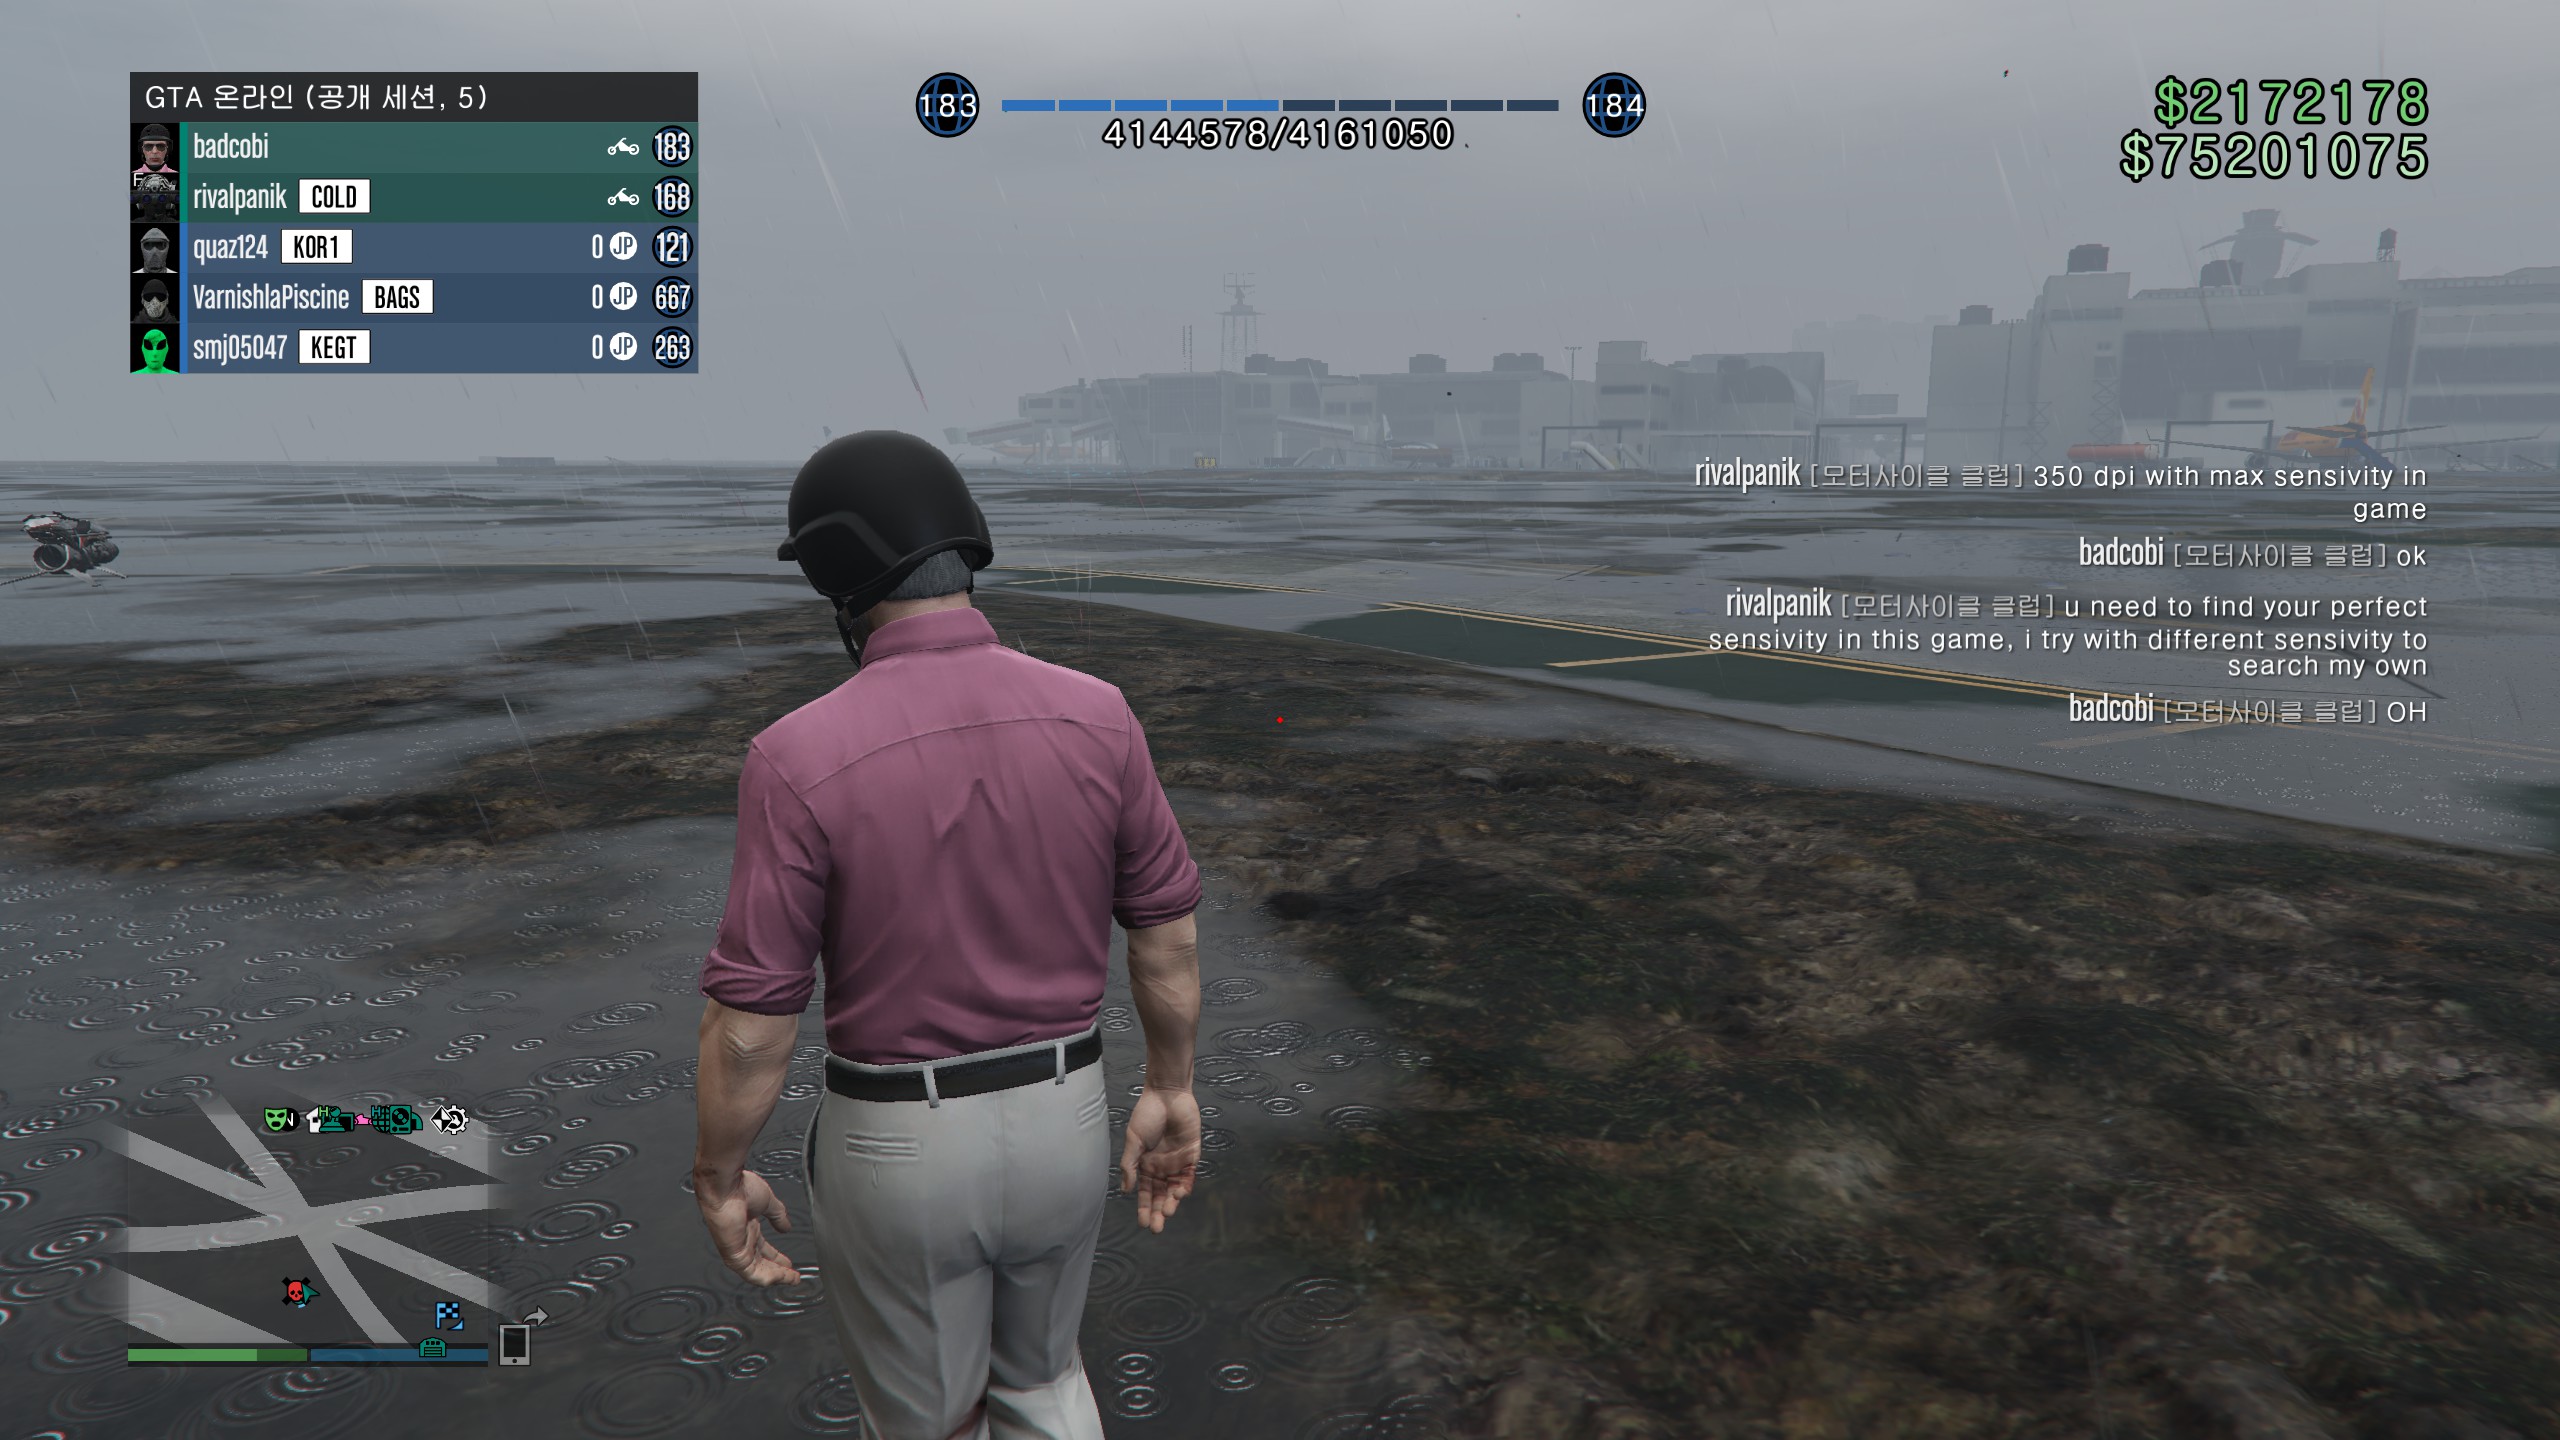 GTA 온라인 (공개 세션, 5)
badcobi 183
rivalpanik COLD 168
quaz124 KOR1 0 JP 121
VarnishlaPiscine BAGS 0 JP 667
smj05047 KEGT 0 JP 263
183 184
4144578/4161050
$2172178
$75201075
rivalpanik [모터사이클 클럽] 350 dpi with max sensivity in
game
badcobi [모터사이클 클럽] ok
rivalpanik [모터사이클 클럽] u need to find your perfect
sensivity in this game, i try with different sensivity to
search my own
badcobi [모터사이클 클럽] OH